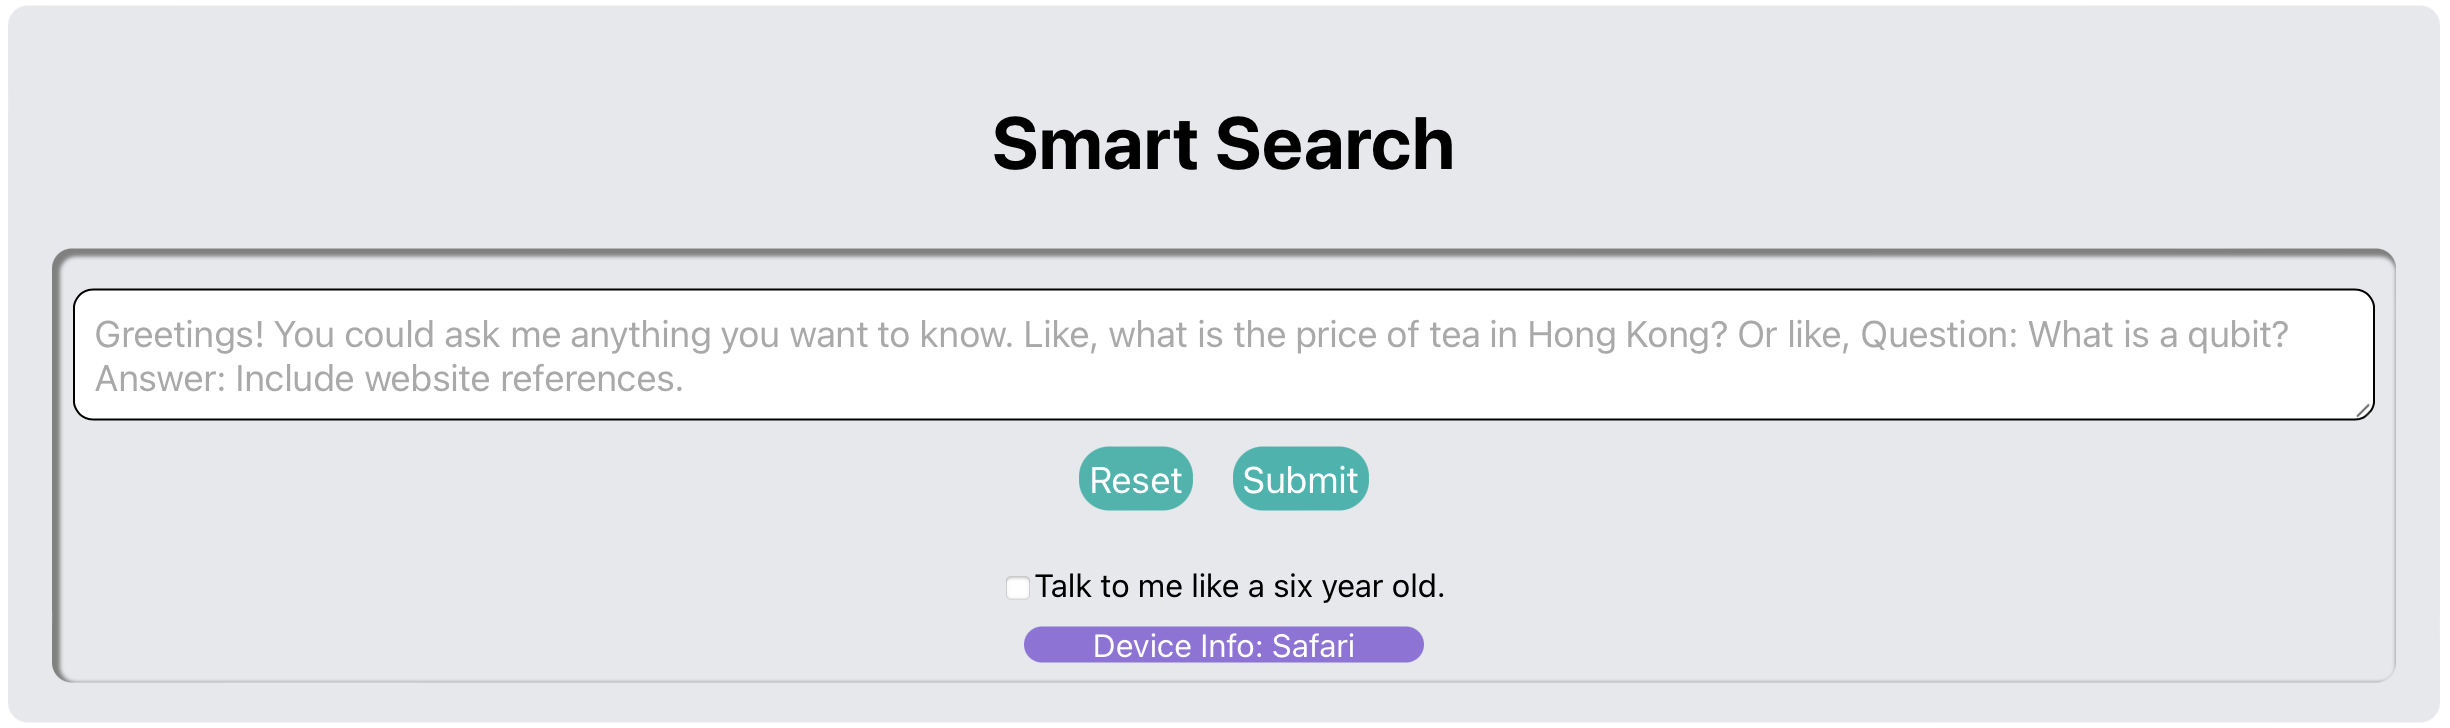 Smart Search
Greetings! You could ask me anything you want to know. Like, what is the price of tea in Hong Kong? Or like, Question: What is a qubit?
Answer: Include website references.
Reset Submit
Talk to me like a six year old.
Device Info: Safari